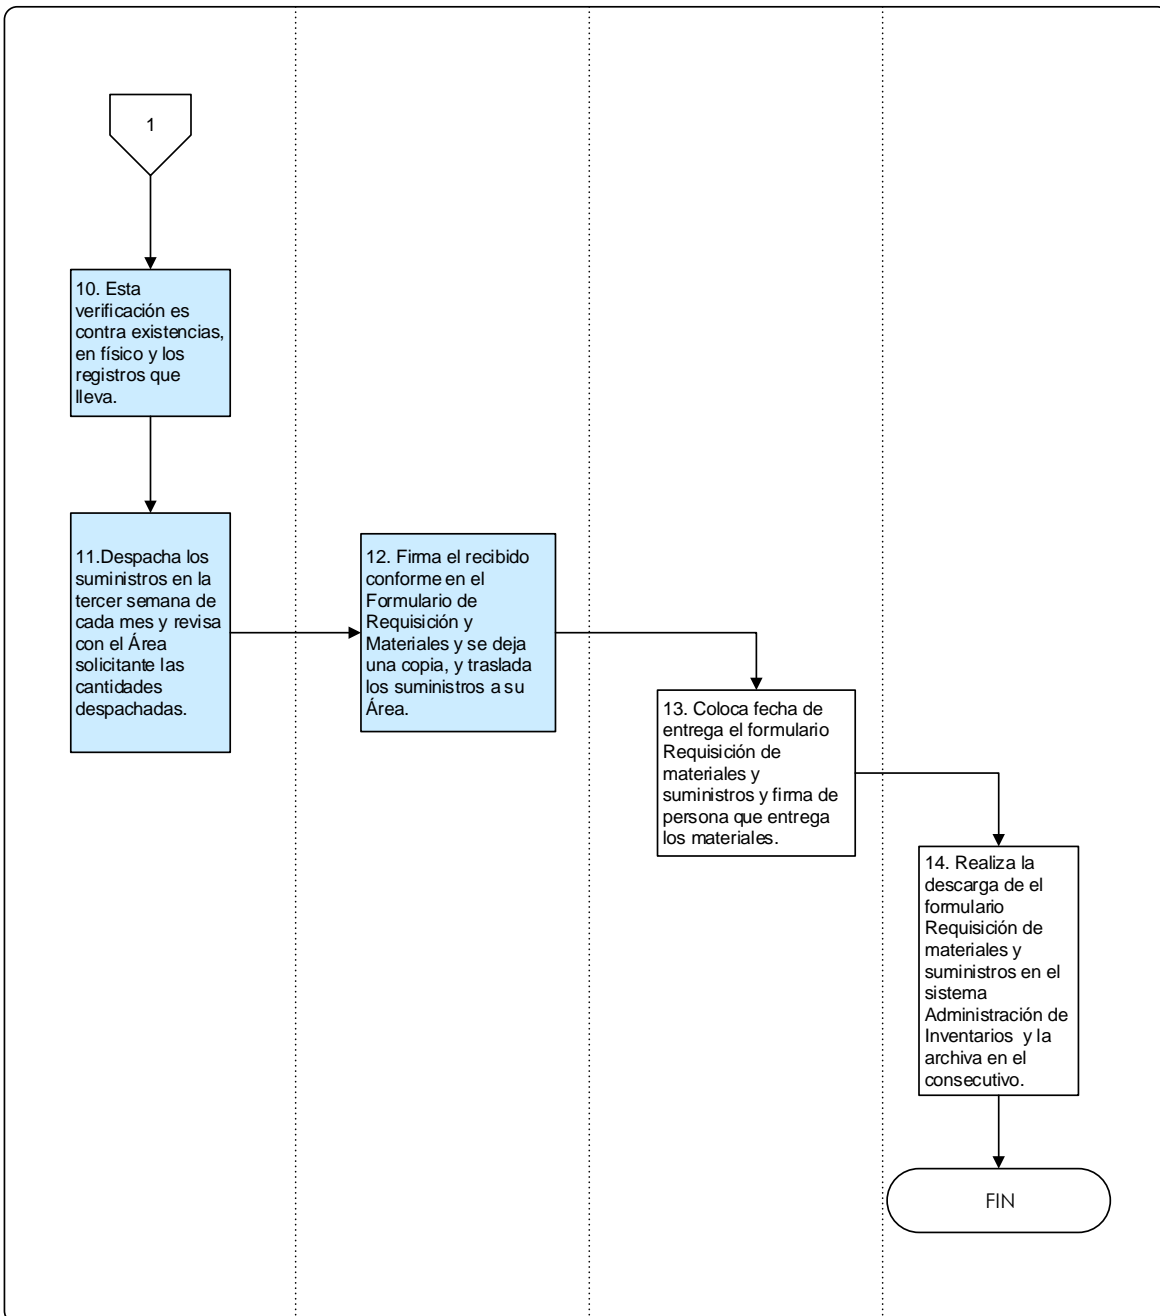 1
10. Esta
verificación es
contra existencias,
en físico y los
registros que
lleva.
11.Despacha los
suministros en la
tercer semana de
cada mes y revisa
con el Área
solicitante las
cantidades
despachadas.
12. Firma el recibido
conforme en el
Formulario de
Requisición y
Materiales y se deja
una copia, y traslada
los suministros a su
Área.
13. Coloca fecha de
entrega el formulario
Requisición de
materiales y
suministros y firma de
persona que entrega
los materiales.
14. Realiza la
descarga de el
formulario
Requisición de
materiales y
suministros en el
sistema
Administración de
Inventarios  y la
archiva en el
consecutivo.
FIN